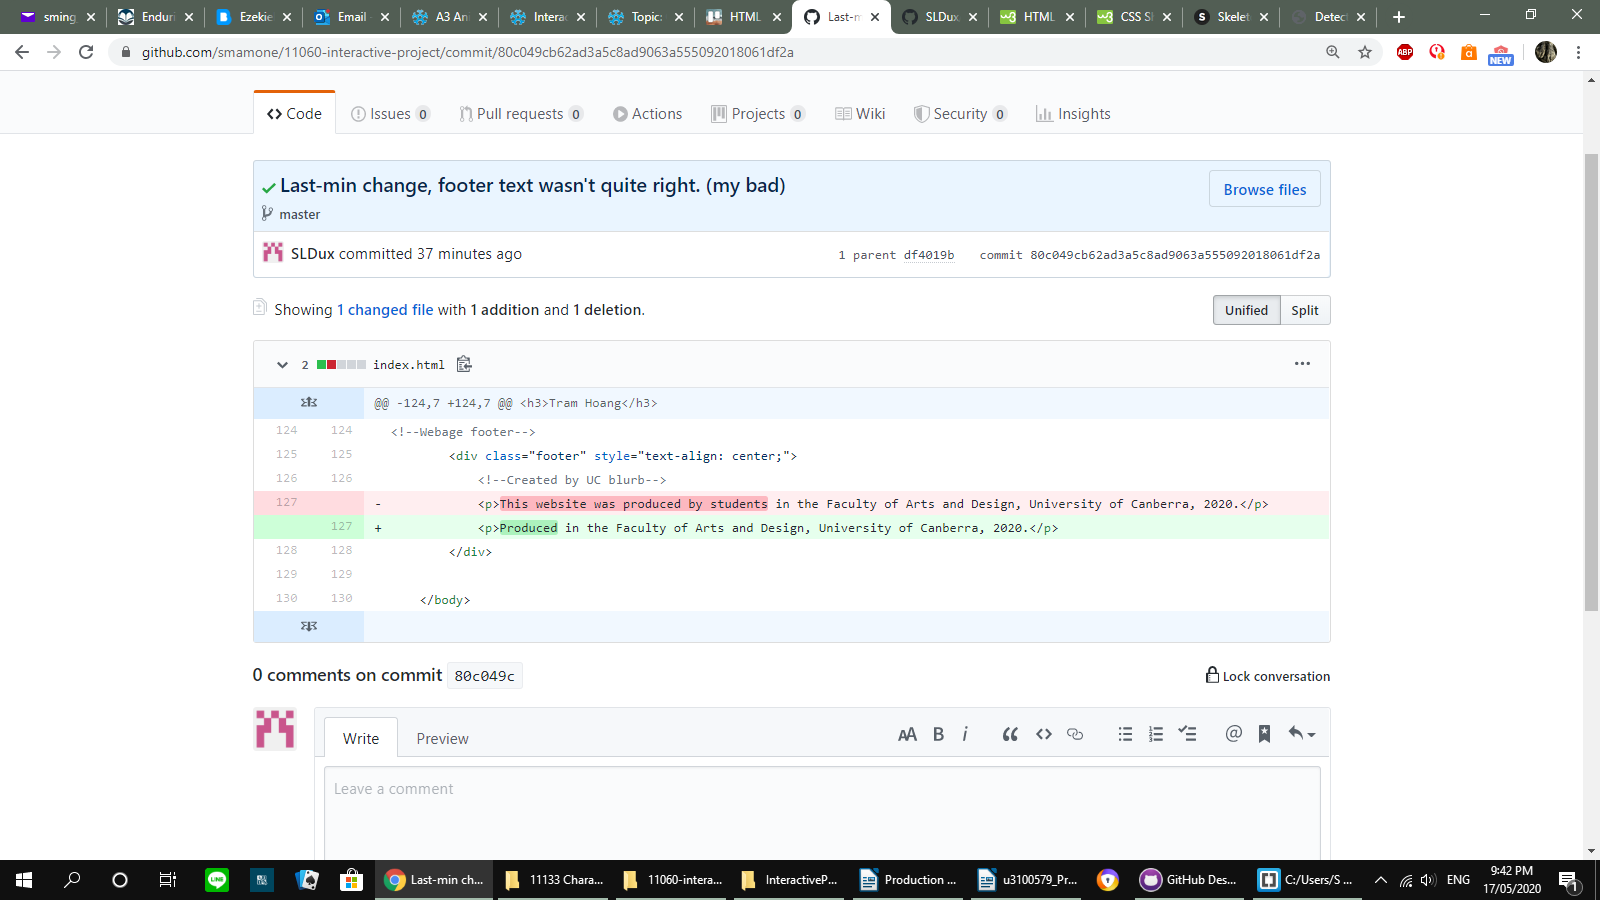 sming
Enduri
Ezekie
Email -
A3 Ani
Interac
Topic:
HTML
Last-m
SLDux
HTML
CSS S
Skelet
Detect
github.com/smamone/11060-interactive-project/commit/80c049cb62ad3a5c8ad9063a555092018061df2a
ABP
NEW
Code
Issues 0
Pull requests 0
Actions
Projects 0
Wiki
Security 0
Insights
Last-min change, footer text wasn't quite right. (my bad)
Browse files
master
SLDux committed 37 minutes ago
1 parent df4019b commit 80c049cb62ad3a5c8ad9063a555092018061df2a
Showing 1 changed file with 1 addition and 1 deletion.
Unified Split
2 index.html
@@ -124,7 +124,7 @@ <h3>Tram Hoang</h3>
124 124 <!--Webage footer-->
125 125 <div class="footer" style="text-align: center;">
126 126 <!--Created by UC blurb-->
127 - <p>This website was produced by students in the Faculty of Arts and Design, University of Canberra, 2020.</p>
127 + <p>Produced in the Faculty of Arts and Design, University of Canberra, 2020.</p>
128 128 </div>
129 129
130 130 </body>
0 comments on commit 80c049c
Lock conversation
Write
Preview
AA B i
Leave a comment
LINE
Last-min ch...
11133 Chara...
11060-intera...
InteractiveP...
Production ...
u3100579_Pr...
GitHub Des...
C:/Users/S ...
ENG
9:42 PM
17/05/2020
1